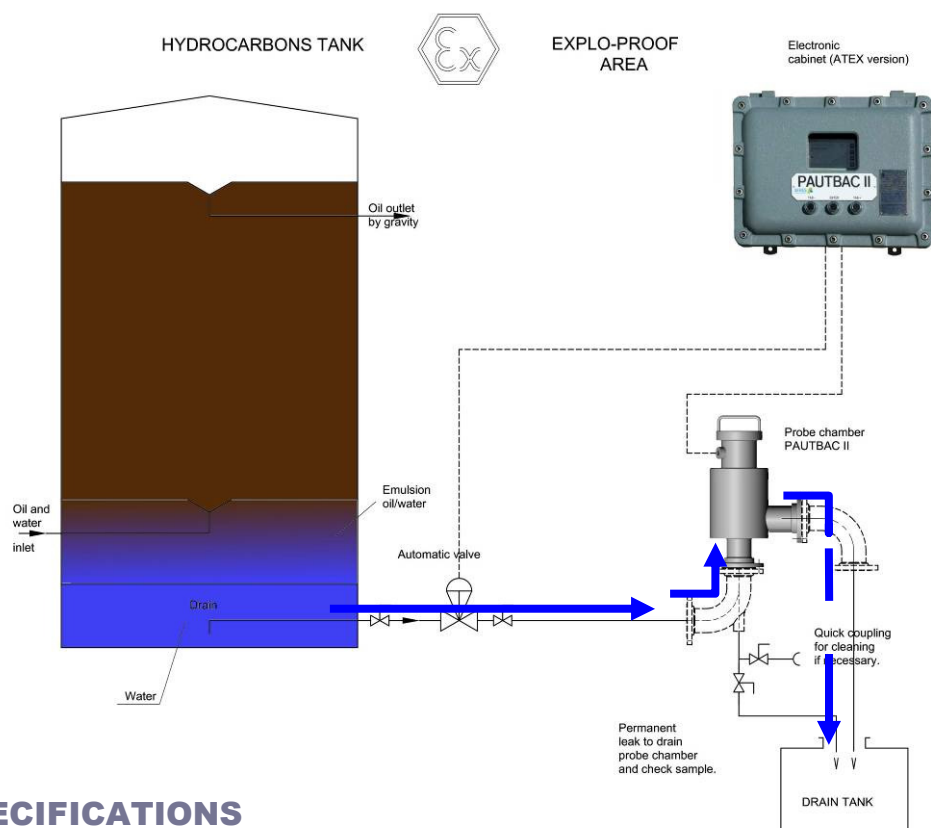 HYDROCARBONS TANK
Ex
EXPLO-PROOF
AREA
Electronic
cabinet (ATEX version)
PAUTBAC II
Oil outlet
by gravity
Probe chamber
PAUTBAC II
Emulsion
oil/water
Oil and
water
inlet
Automatic valve
Drain
Quick coupling
for cleaning
if necessary.
Water
Permanent
leak to drain
probe chamber
and check sample.
DRAIN TANK
ECIFICATIONS